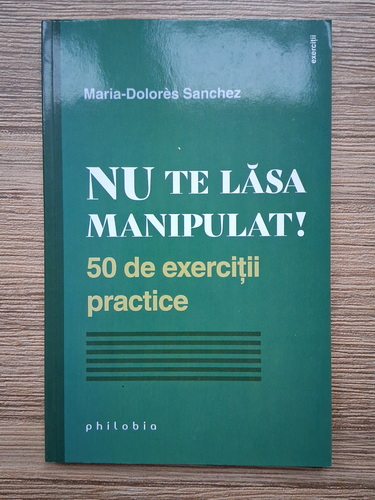 exerciții
Maria-Dolorès Sanchez
NU TE LĂSA
MANIPULAT!
50 de exerciții
practice
philobia